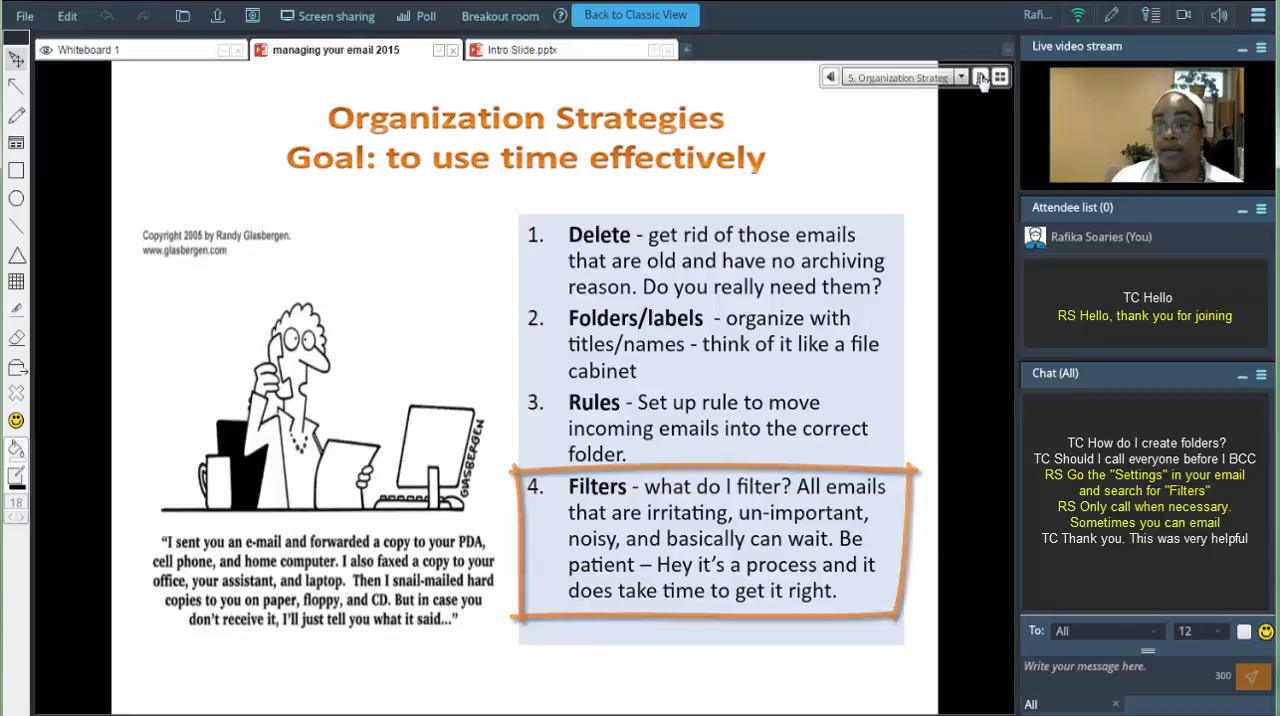 File Edit Screen sharing Poll Breakout room ? Back to Classic View Rafi...
Whiteboard 1 managing your email 2015 Intro Slide.pptx
5. Organization Strateg
Organization Strategies
Goal: to use time effectively
Copyright 2005 by Randy Glasbergen.
www.glasbergen.com
GLASBERGEN
“I sent you an e-mail and forwarded a copy to your PDA,
cell phone, and home computer. I also faxed a copy to your
office, your assistant, and laptop. Then I snail-mailed hard
copies to you on paper, floppy, and CD. But in case you
don’t receive it, I’ll just tell you what it said...”
1. Delete - get rid of those emails
that are old and have no archiving
reason. Do you really need them?
2. Folders/labels - organize with
titles/names - think of it like a file
cabinet
3. Rules - Set up rule to move
incoming emails into the correct
folder.
4. Filters - what do I filter? All emails
that are irritating, un-important,
noisy, and basically can wait. Be
patient – Hey it’s a process and it
does take time to get it right.
18
Live video stream
Attendee list (0)
Rafika Soaries (You)
TC Hello
RS Hello, thank you for joining
Chat (All)
TC How do I create folders?
TC Should I call everyone before I BCC
RS Go the "Settings" in your email
and search for "Filters"
RS Only call when necessary.
Sometimes you can email
TC Thank you. This was very helpful
To: All 12
Write your message here.
300
All